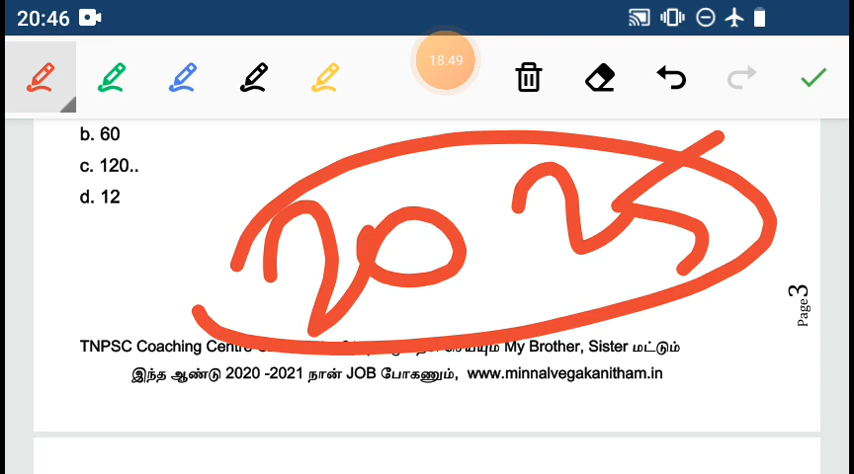 20:46
18:49
b. 60
c. 120..
d. 12
2025
Page 3
TNPSC Coaching My Brother, Sister மட்டும்
இந்த ஆண்டு 2020 -2021 நான் JOB போகணும், www.minnalvegakanitham.in